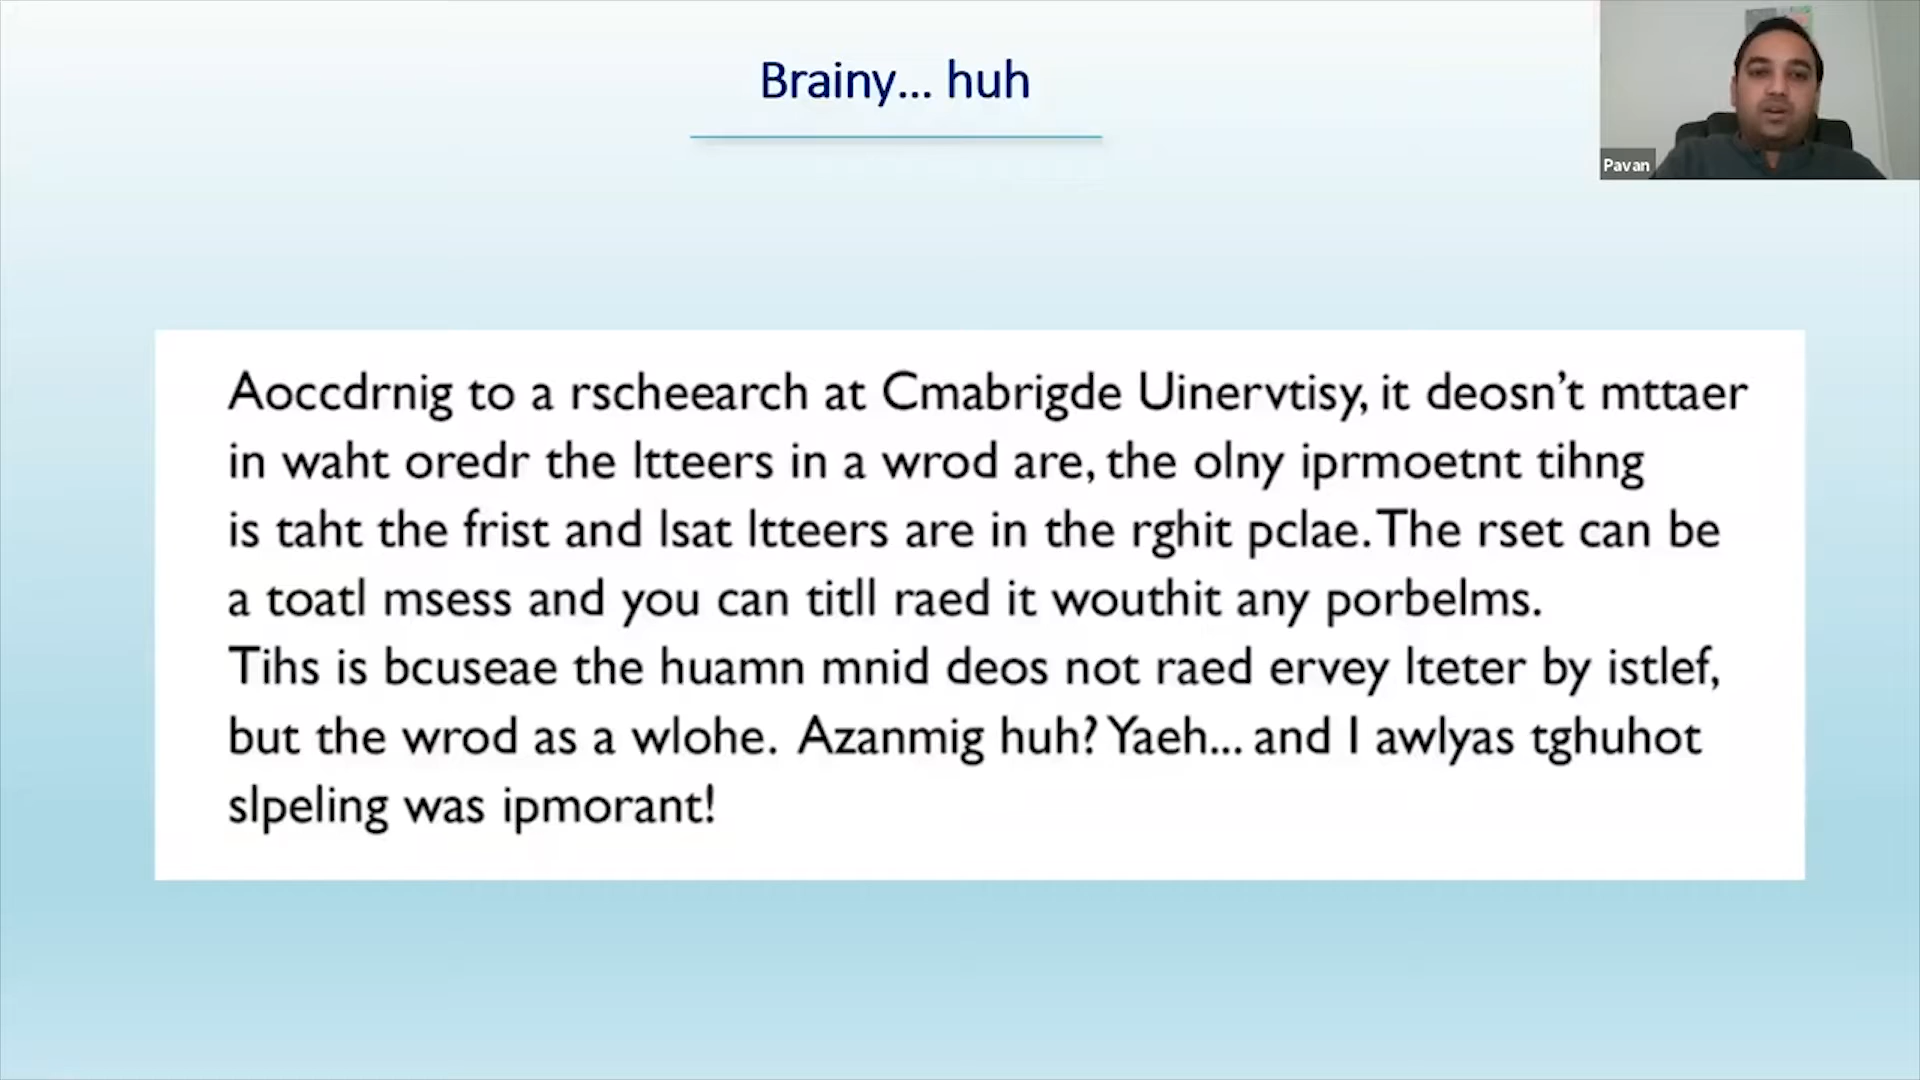 Brainy... huh
Pavan
Aoccdrnig to a rscheearch at Cmabrigde Uinervtisy, it deosn't mttaer
in waht oredr the ltteers in a wrod are, the olny iprmoetnt tihng
is taht the frist and lsat ltteers are in the rghit pclae. The rset can be
a toatl msess and you can titll raed it wouthit any porbelms.
Tihs is bcuseae the huamn mnid deos not raed ervey lteter by istlef,
but the wrod as a wlohe. Azanmig huh? Yaeh... and I awlyas tghuhot
slpeling was ipmorant!